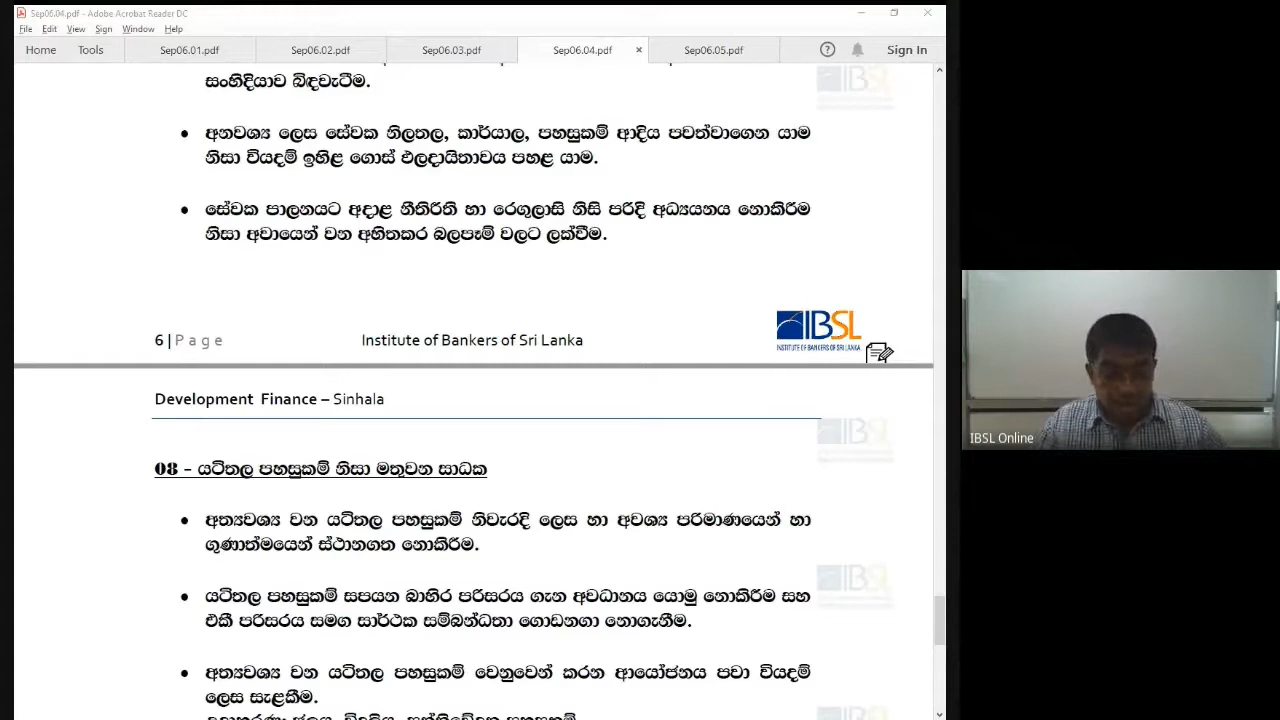 Sep06.04.pdf - Adobe Acrobat Reader DC
File Edit View Sign Window Help
Home Tools Sep06.01.pdf Sep06.02.pdf Sep06.03.pdf Sep06.04.pdf × Sep06.05.pdf Sign In
සංහිදියාව බිඳවැටීම.
• අනවශ්‍ය ලෙස සේවක නිලතල, කාර්යාල, පහසුකම් ආදිය පවත්වාගෙන යාම
නිසා වියදම් ඉහිළ ගොස් ඵලදායිතාවය පහළ යාම.
• සේවක පාලනයට අදාළ නීතිරීති හා රෙගුලාසි නිසි පරිදි අධ්‍යයනය නොකිරීම
නිසා අවායෙන් වන අහිතකර බලපෑම් වලට ලක්වීම.
6 | Page Institute of Bankers of Sri Lanka IBSL
INSTITUTE OF BANKERS OF SRI LANKA
Development Finance – Sinhala
08 - යටිතල පහසුකම් නිසා මතුවන සාධක
• අත්‍යවශ්‍ය වන යටිතල පහසුකම් නිවැරදි ලෙස හා අවශ්‍ය පරිමාණයෙන් හා
ගුණාත්මයෙන් ස්ථානගත නොකිරීම.
• යටිතල පහසුකම් සපයන බාහිර පරිසරය ගැන අවධානය යොමු නොකිරීම සහ
එකී පරිසරය සමග සාර්ථක සම්බන්ධතා ගොඩනගා නොගැනීම.
• අත්‍යවශ්‍ය වන යටිතල පහසුකම් වෙනුවෙන් කරන ආයෝජනය පවා වියදම්
ලෙස සැළකීම.
IBSL Online